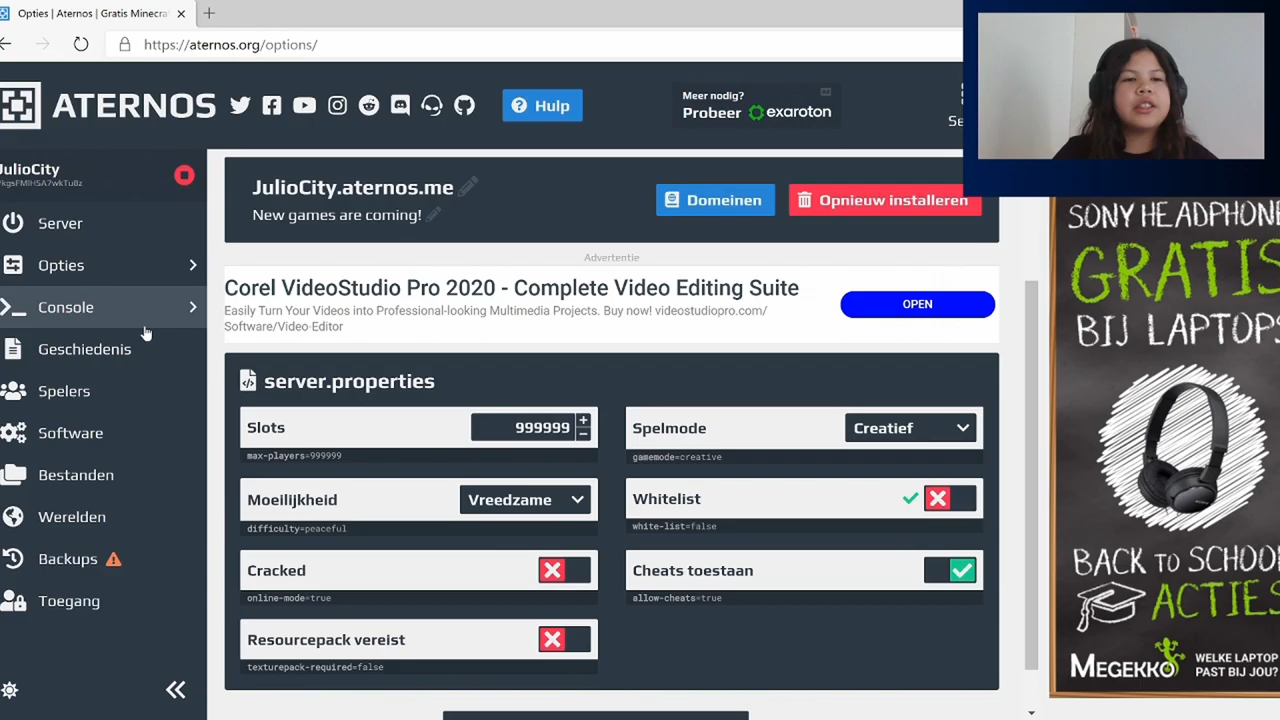 Opties | Aternos | Gratis Minecra
https://aternos.org/options/
ATERNOS
Hulp
Meer nodig?
Probeer exaroton
ad
Se
JulioCity
JulioCity.aternos.me
New games are coming!
Domeinen
Opnieuw installeren
Server
Opties
Console
Geschiedenis
Spelers
Software
Bestanden
Werelden
Backups
Toegang
Advertentie
Corel VideoStudio Pro 2020 - Complete Video Editing Suite
Easily Turn Your Videos into Professional-looking Multimedia Projects. Buy now! videostudiopro.com/
Software/Video-Editor
OPEN
server.properties
Slots
999999
max-players=999999
Spelmode
Creatief
gamemode=creative
Moeilijkheid
Vreedzame
difficulty=peaceful
Whitelist
white-list=false
Cracked
online-mode=true
Cheats toestaan
allow-cheats=true
Resourcepack vereist
texturepack-required=false
SONY HEADPHONE
GRATIS
BIJ LAPTOPS
BACK TO SCHOOL
ACTIES
MEGEKKO
WELKE LAPTOP
PAST BIJ JOU?